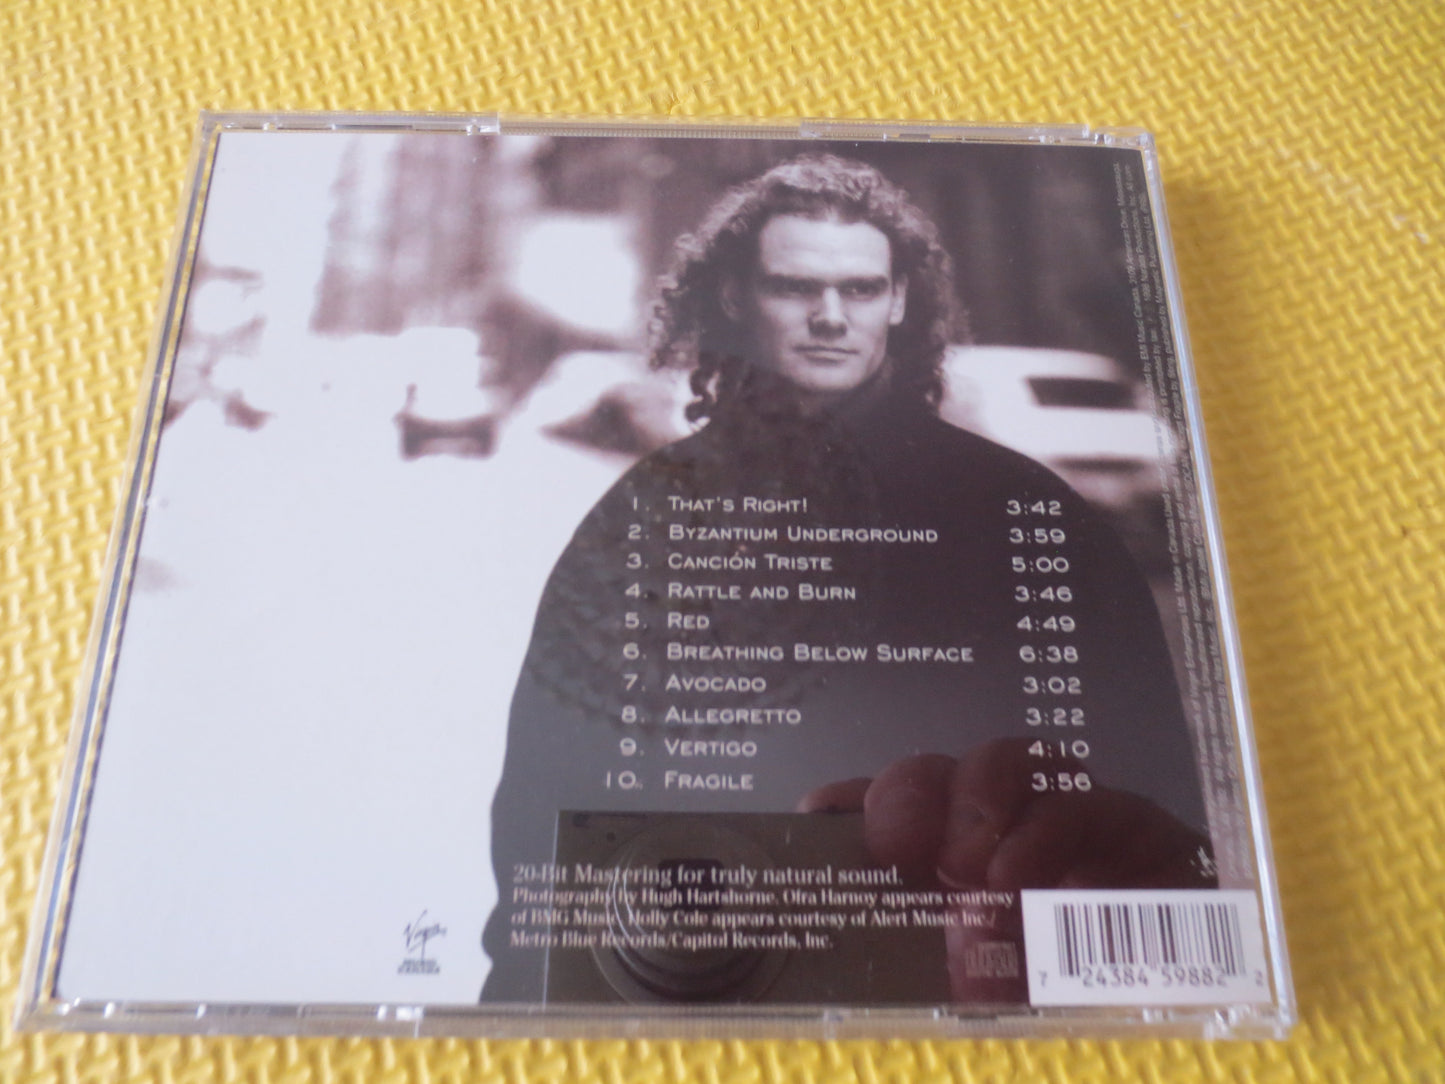 1. That's Right! 3:42
2. Byzantium Underground 3:59
3. Canción Triste 5:00
4. Rattle and Burn 3:46
5. Red 4:49
6. Breathing Below Surface 6:38
7. Avocado 3:02
8. Allegretto 3:22
9. Vertigo 4:10
10. Fragile 3:56
20-Bit Mastering for truly natural sound.
Photography by Hugh Hartshorne. Ofra Harnoy appears courtesy
of BMG Music. Holly Cole appears courtesy of Alert Music Inc./
Metro Blue Records/Capitol Records, Inc.
Virgin
MUSIC
CANADA
7 24384 59882 2